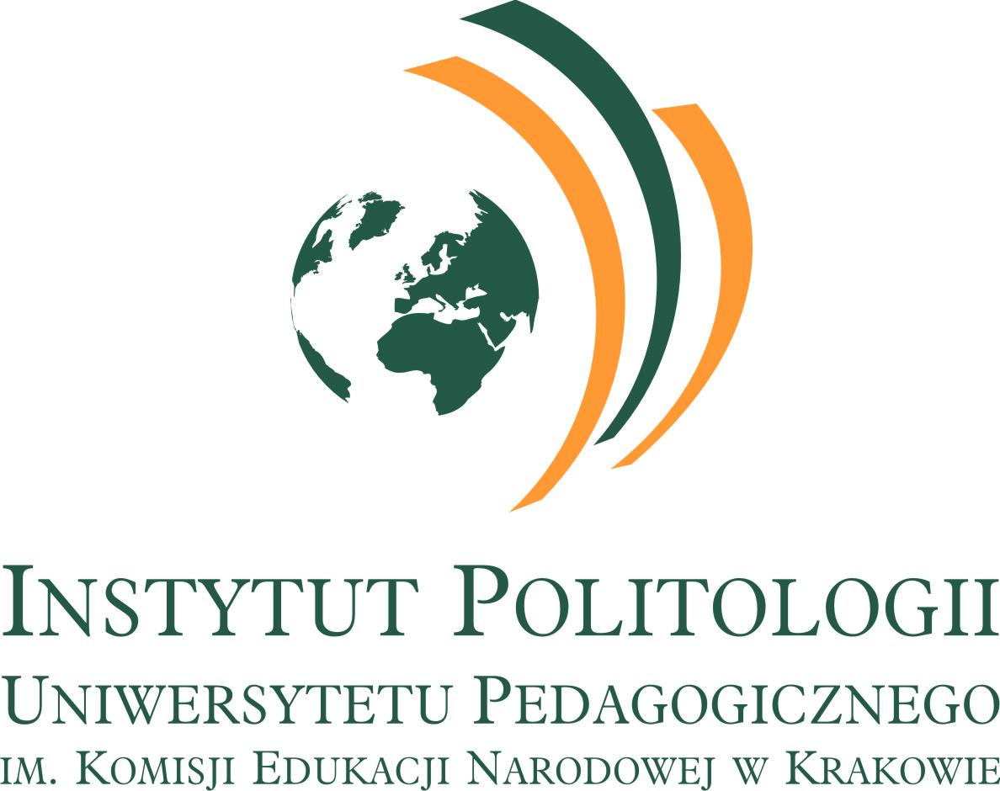 INSTYTUT POLITOLOGII
UNIWERSYTETU PEDAGOGICZNEGO
IM. KOMISJI EDUKACJI NARODOWEJ W KRAKOWIE